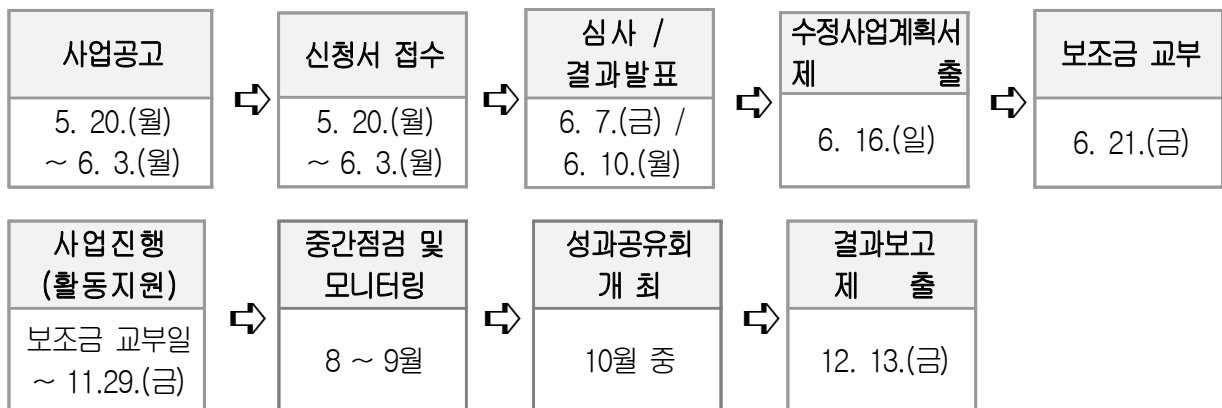 사업공고
5. 20.(월)
~ 6. 3.(월)
신청서 접수
5. 20.(월)
~ 6. 3.(월)
심사 /
결과발표
6. 7.(금) /
6. 10.(월)
수정사업계획서
제 출
6. 16.(일)
보조금 교부
6. 21.(금)
사업진행
(활동지원)
보조금 교부일
~ 11.29.(금)
중간점검 및
모니터링
8 ~ 9월
성과공유회
개 최
10월 중
결과보고
제 출
12. 13.(금)